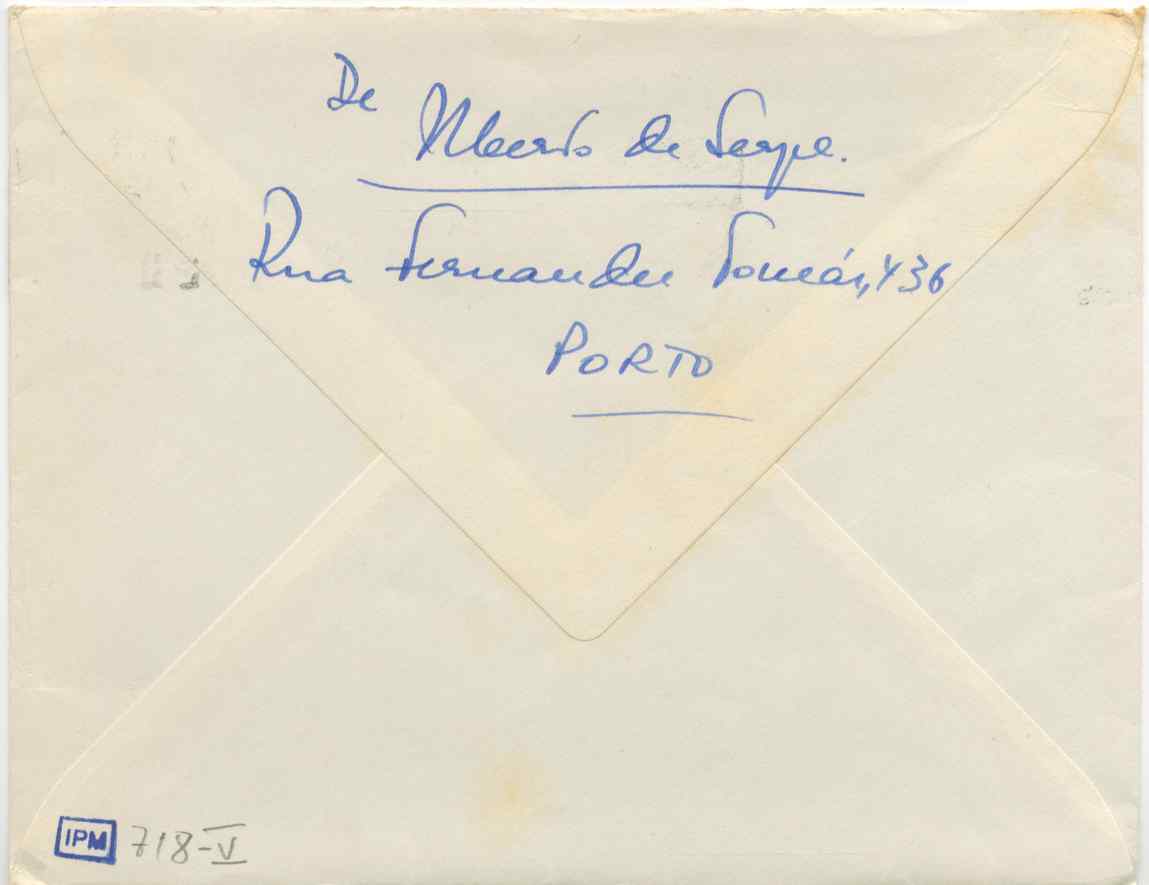 De
Alberto de Serpa.
Rua Fernandes Tomás, 436
PORTO
IPM 718-V